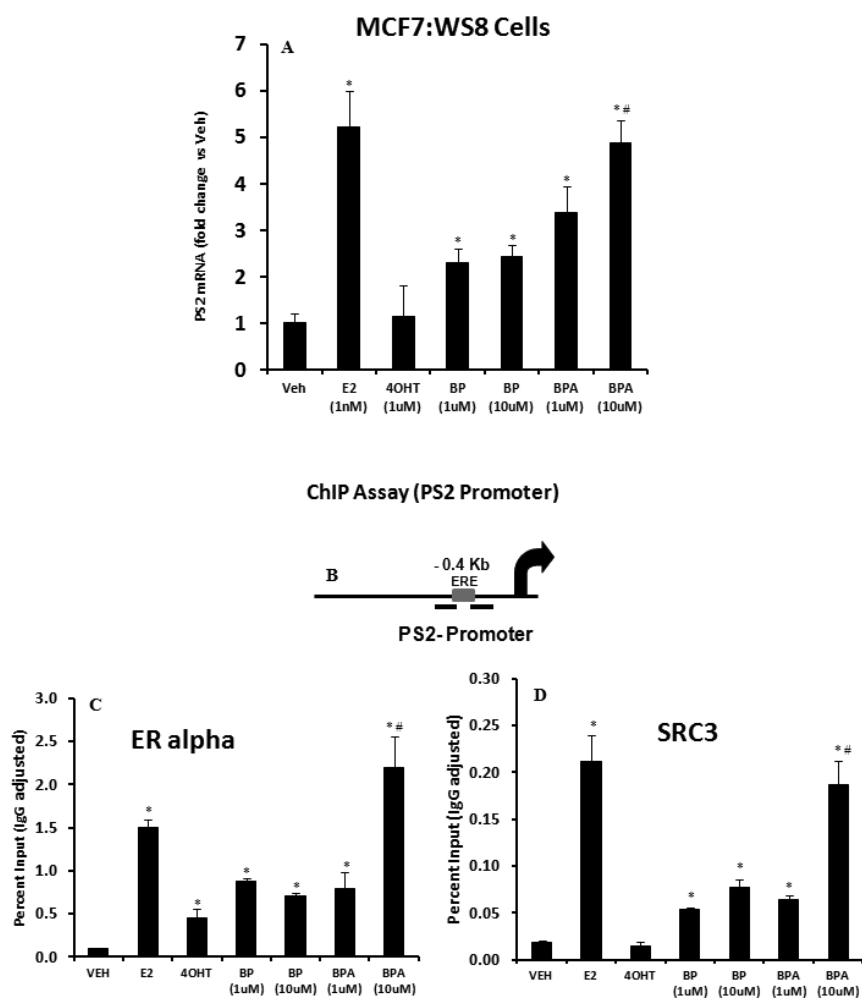 MCF7:WS8 Cells
A
PS2 mRNA (fold change vs Veh)
7
6
5
4
3
2
1
0
*
*
*
*
*#
Veh
E2
(1nM)
4OHT
(1uM)
BP
(1uM)
BP
(10uM)
BPA
(1uM)
BPA
(10uM)
ChIP Assay (PS2 Promoter)
B
- 0.4 Kb
ERE
PS2- Promoter
C
ER alpha
Percent Input (IgG adjusted)
3.0
2.5
2.0
1.5
1.0
0.5
0.0
*
*
*
*
*
*#
VEH
E2
4OHT
BP
(1uM)
BP
(10uM)
BPA
(1uM)
BPA
(10uM)
D
SRC3
Percent Input (IgG adjusted)
0.30
0.25
0.20
0.15
0.10
0.05
0.00
*
*
*
*
*#
VEH
E2
4OHT
BP
(1uM)
BP
(10uM)
BPA
(1uM)
BPA
(10uM)